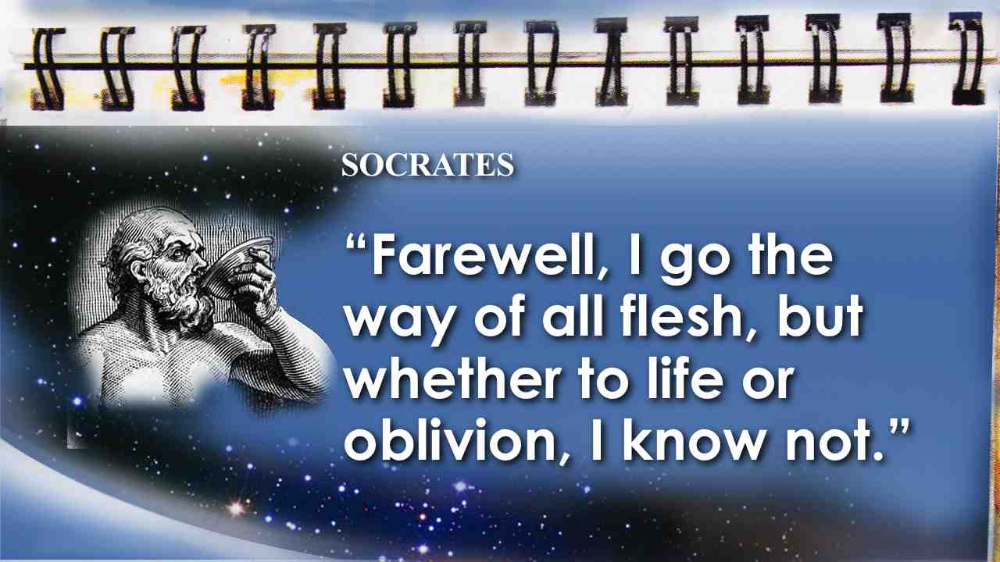 SOCRATES
“Farewell, I go the
way of all flesh, but
whether to life or
oblivion, I know not.”